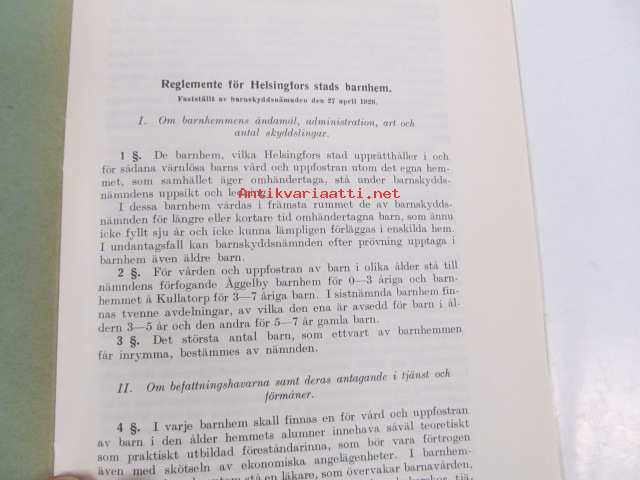 Reglemente för Helsingfors stads barnhem.
Fastställt av barnskyddsnämnden den 27 april 1926.
I. Om barnhemmens ändamål, administration, art och
antal skyddslingar.
1 §. De barnhem, vilka Helsingfors stad upprätthåller i och
för sådana värnlösa barns vård och uppfostran utom det egna hem-
met, som samhället äger omhändertaga, stå under barnskydds-
nämndens uppsikt och ledning.
Antikvariaatti.net
I dessa barnhem vårdas i främsta rummet de av barnskydds-
nämnden för längre eller kortare tid omhändertagna barn, som ännu
icke fyllt sju år och icke kunna lämpligen förläggas i enskilda hem.
I undantagsfall kan barnskyddsnämnden efter prövning upptaga i
barnhem även äldre barn.
2 §. För vården och uppfostran av barn i olika ålder stå till
nämndens förfogande Åggelby barnhem för 0—3 åriga och barn-
hemmet å Kullatorp för 3—7 åriga barn. I sistnämnda barnhem fin-
nas tvenne avdelningar, av vilka den ena är avsedd för barn i ål-
dern 3—5 år och den andra för 5—7 år gamla barn.
3 §. Det största antal barn, som ettvart av barnhemmen
får inrymma, bestämmes av nämnden.
II. Om befattningshavarna samt deras antagande i tjänst och
förmåner.
4 §. I varje barnhem skall finnas en för vård och uppfostran
av barn i den ålder hemmets alumner innehava såväl teoretiskt
som praktiskt utbildad föreståndarinna, som bör vara förtrogen
även med skötseln av ekonomiska angelägenheter. I barnhem-
stå en läkare, som övervakar barnavården,